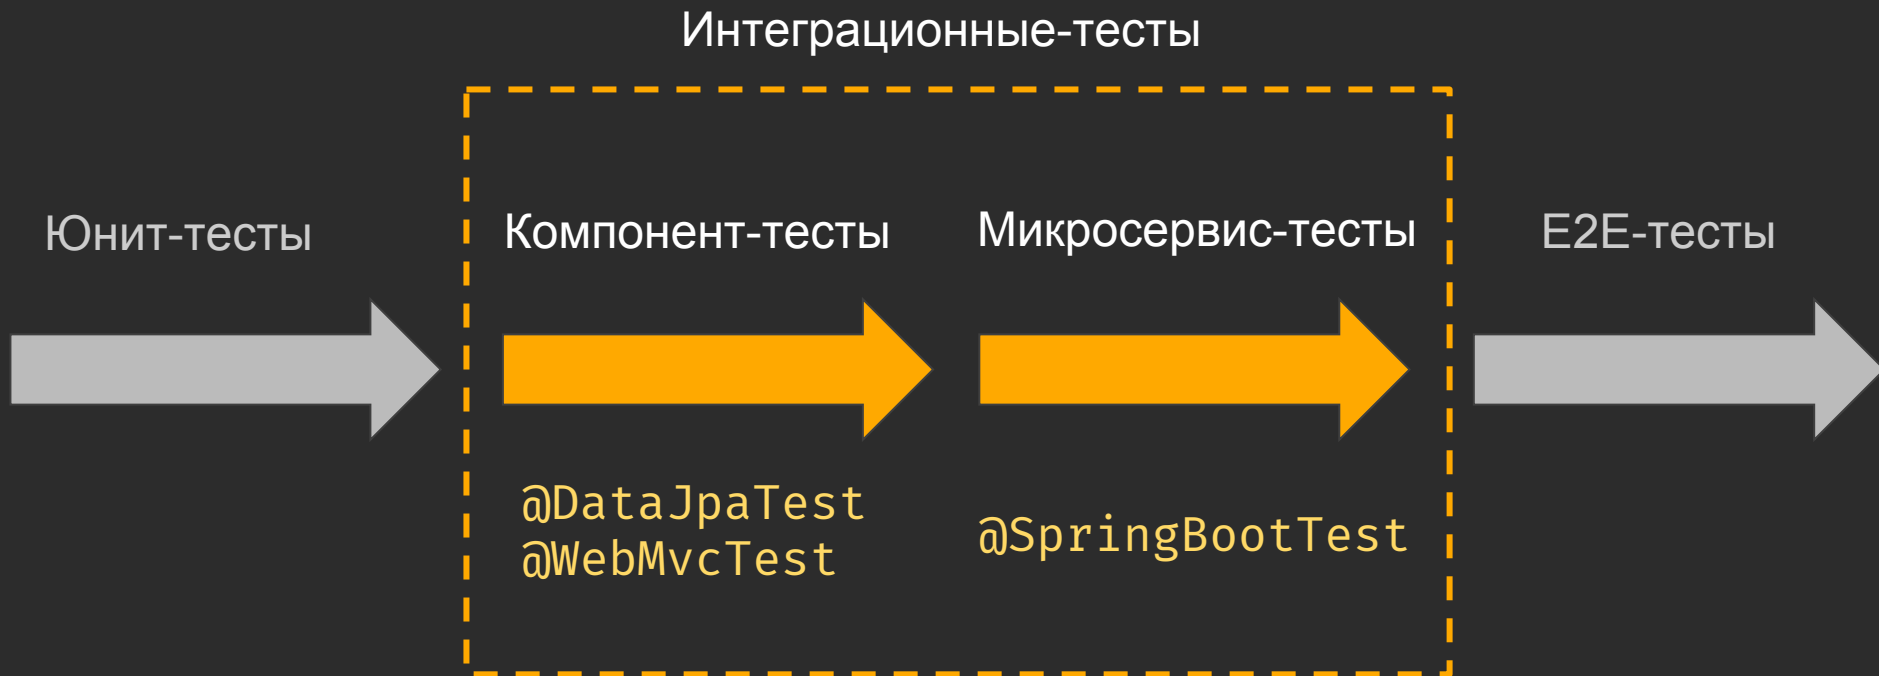 Интеграционные-тесты
Юнит-тесты
Компонент-тесты
Микросервис-тесты
E2E-тесты
@DataJpaTest
@WebMvcTest
@SpringBootTest